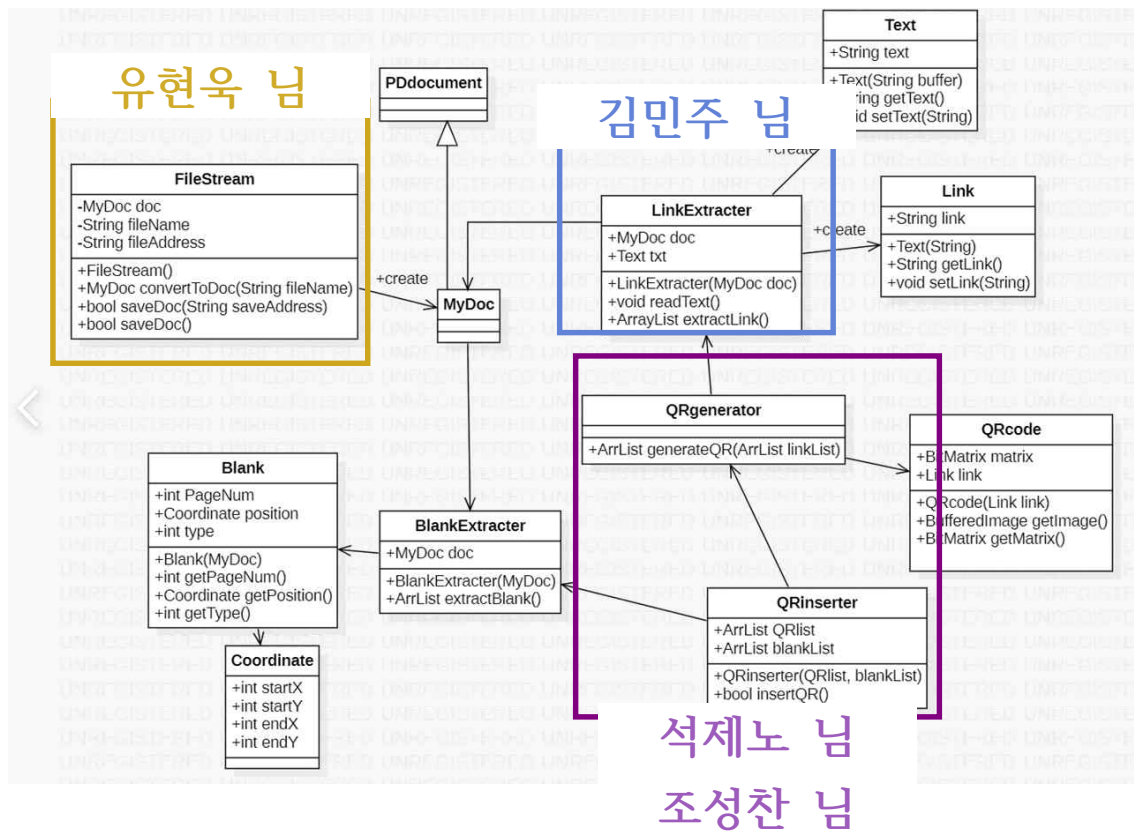 유현욱 님
PDdocument
김민주 님
Text
+String text
+Text(String buffer)
getText()
setText(String)
FileStream
-MyDoc doc
-String fileName
-String fileAddress
+FileStream()
+MyDoc convertToDoc(String fileName)
+bool saveDoc(String saveAddress)
+bool saveDoc()
+create
MyDoc
+create
LinkExtracter
+MyDoc doc
+Text txt
+LinkExtracter(MyDoc doc)
+void readText()
+ArrayList extractLink()
+create
Link
+String link
+Text(String)
+String getLink()
+void setLink(String)
QRgenerator
+ArrList generateQR(ArrList linkList)
QRcode
+BitMatrix matrix
+Link link
+QRcode(Link link)
+BufferedImage getImage()
+BitMatrix getMatrix()
Blank
+int PageNum
+Coordinate position
+int type
+Blank(MyDoc)
+int getPageNum()
+Coordinate getPosition()
+int getType()
BlankExtracter
+MyDoc doc
+BlankExtracter(MyDoc)
+ArrList extractBlank()
QRinserter
+ArrList QRlist
+ArrList blankList
+QRinserter(QRlist, blankList)
+bool insertQR()
Coordinate
+int startX
+int startY
+int endX
+int endY
석제노 님
조성찬 님